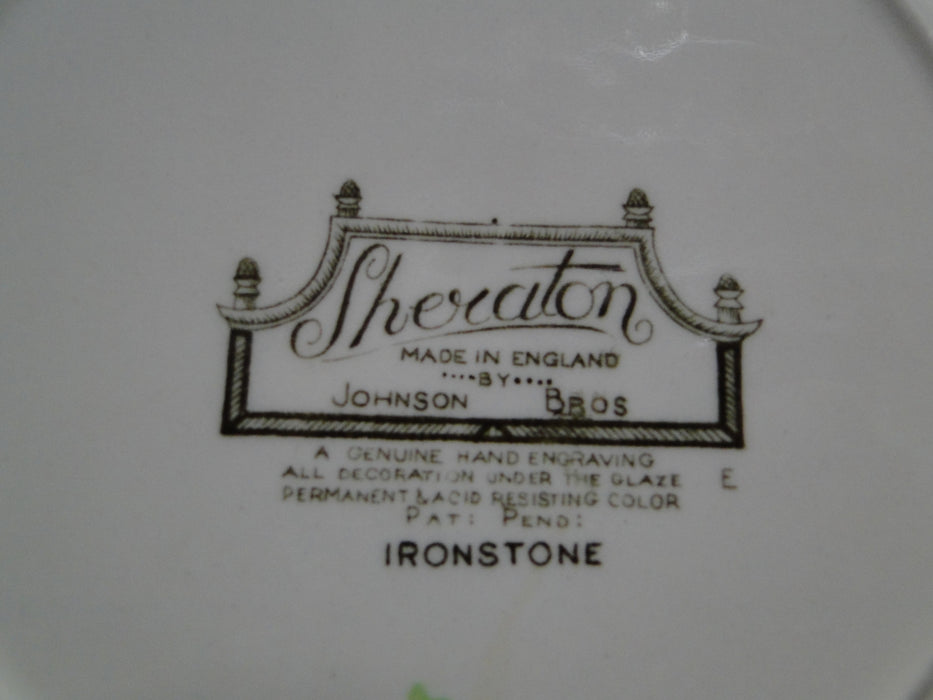 Sheraton
MADE IN ENGLAND
····BY····
JOHNSON BROS
A GENUINE HAND ENGRAVING
ALL DECORATION UNDER THE GLAZE E
PERMANENT & ACID RESISTING COLOR
PAT: PEND:
IRONSTONE